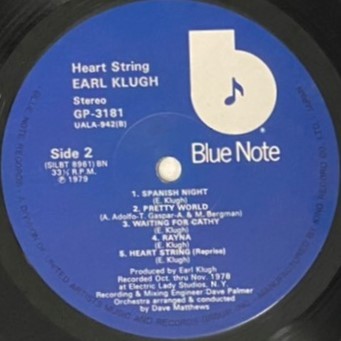 Heart String
EARL KLUGH
Stereo
GP-3181
UALA-942(B)
Side 2
(SILBT 8961) BN
33⅓ R.P.M.
℗ 1979
Blue Note
1. SPANISH NIGHT
(E. Klugh)
2. PRETTY WORLD
(A. Adolfo-T. Gaspar-A. & M. Bergman)
3. WAITING FOR CATHY
(E. Klugh)
4. RAYNA
(E. Klugh)
5. HEART STRING (Reprise)
(E. Klugh)
Produced by Earl Klugh
Recorded Oct. thru Nov. 1978
at Electric Lady Studios, N.Y.
Recording & Mixing Engineer: Dave Palmer
Orchestra arranged & conducted by
Dave Matthews